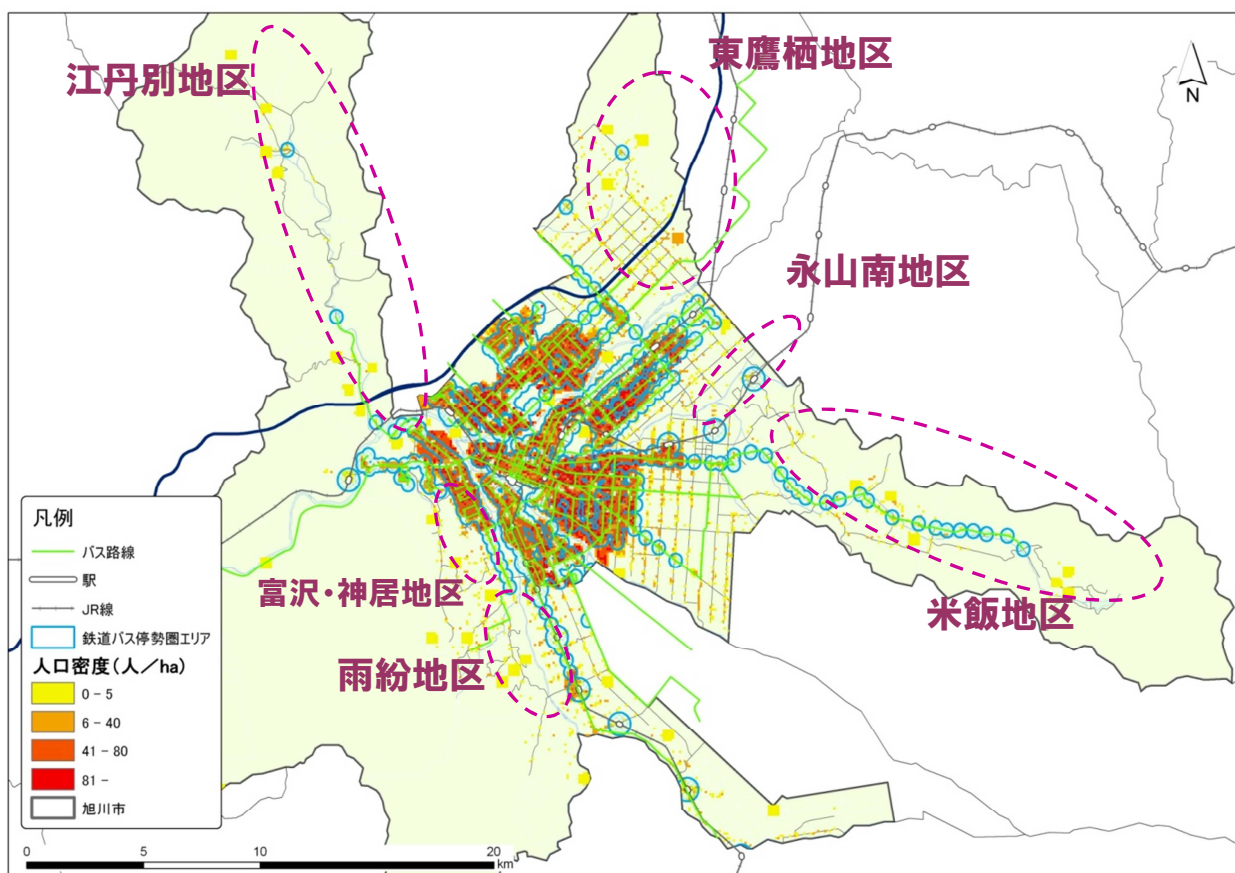 東鷹栖地区
江丹別地区
N
永山南地区
凡例
バス路線
駅
JR線
鉄道バス停勢圏エリア
人口密度(人/ha)
0 - 5
6 - 40
41 - 80
81 -
旭川市
富沢・神居地区
米飯地区
雨紛地区
0 5 10 20
km